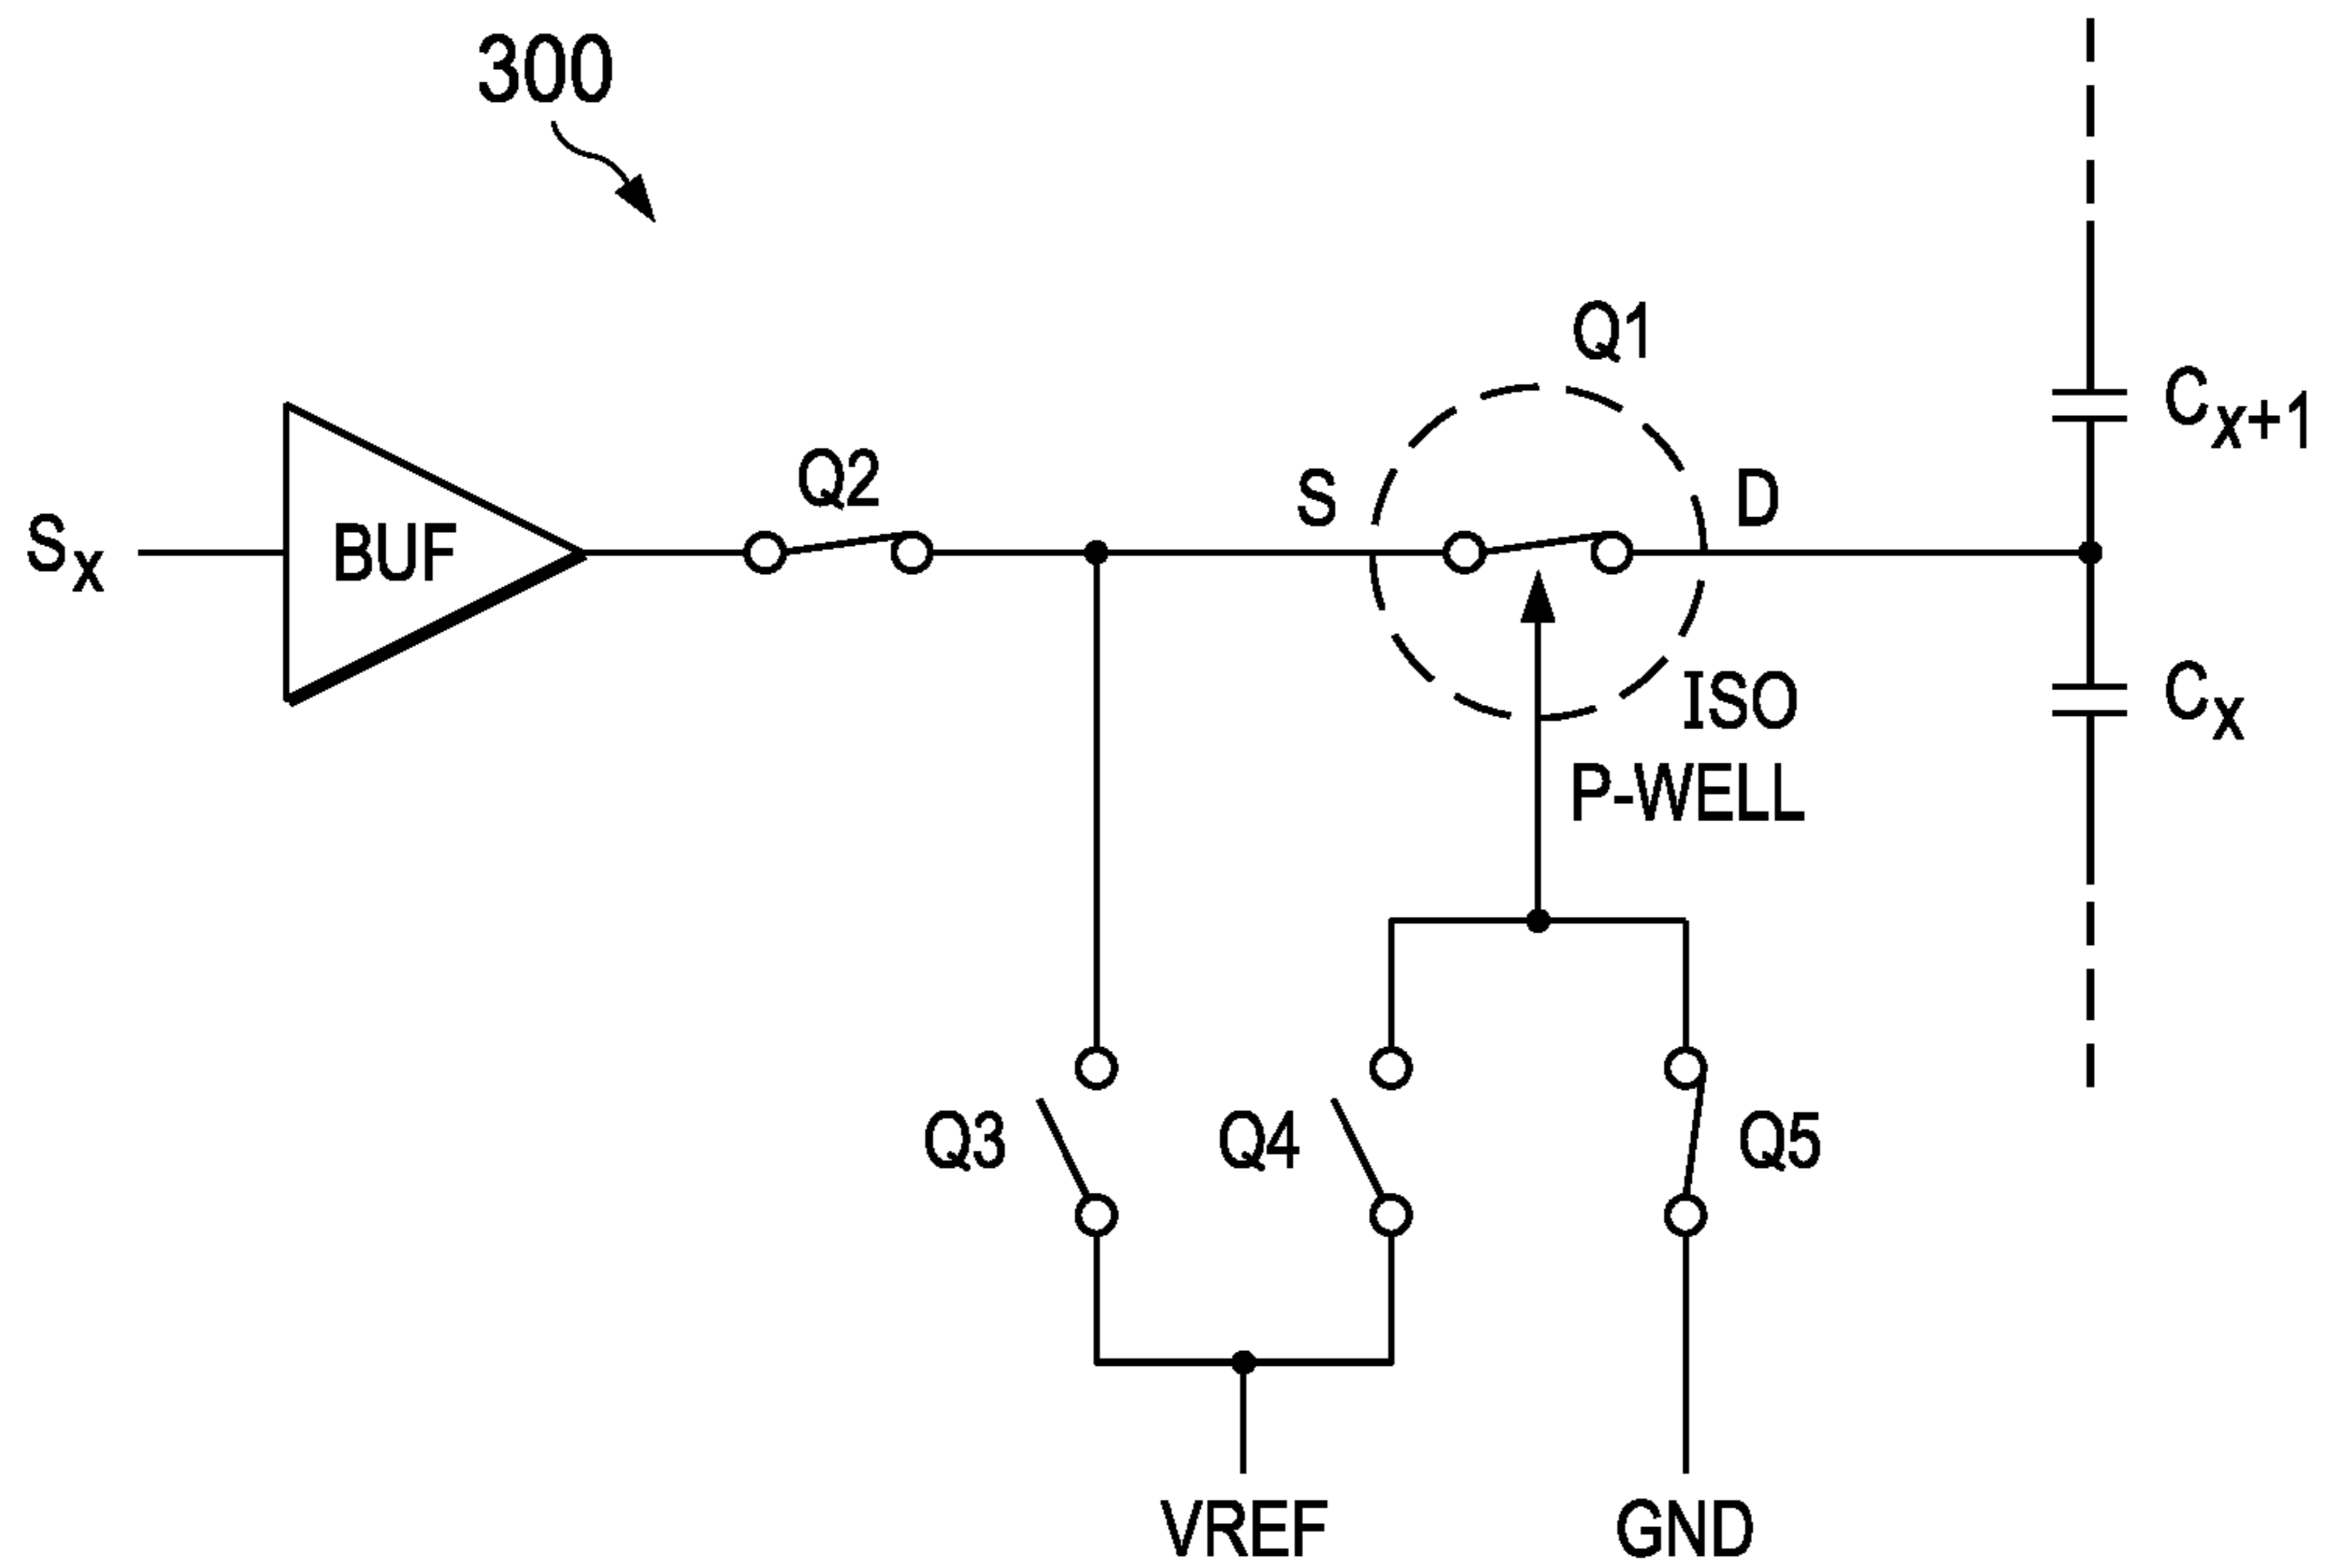 300
Q1
Cx+1
Q2
S
D
Sx
BUF
ISO
P-WELL
Cx
Q3
Q4
Q5
VREF
GND